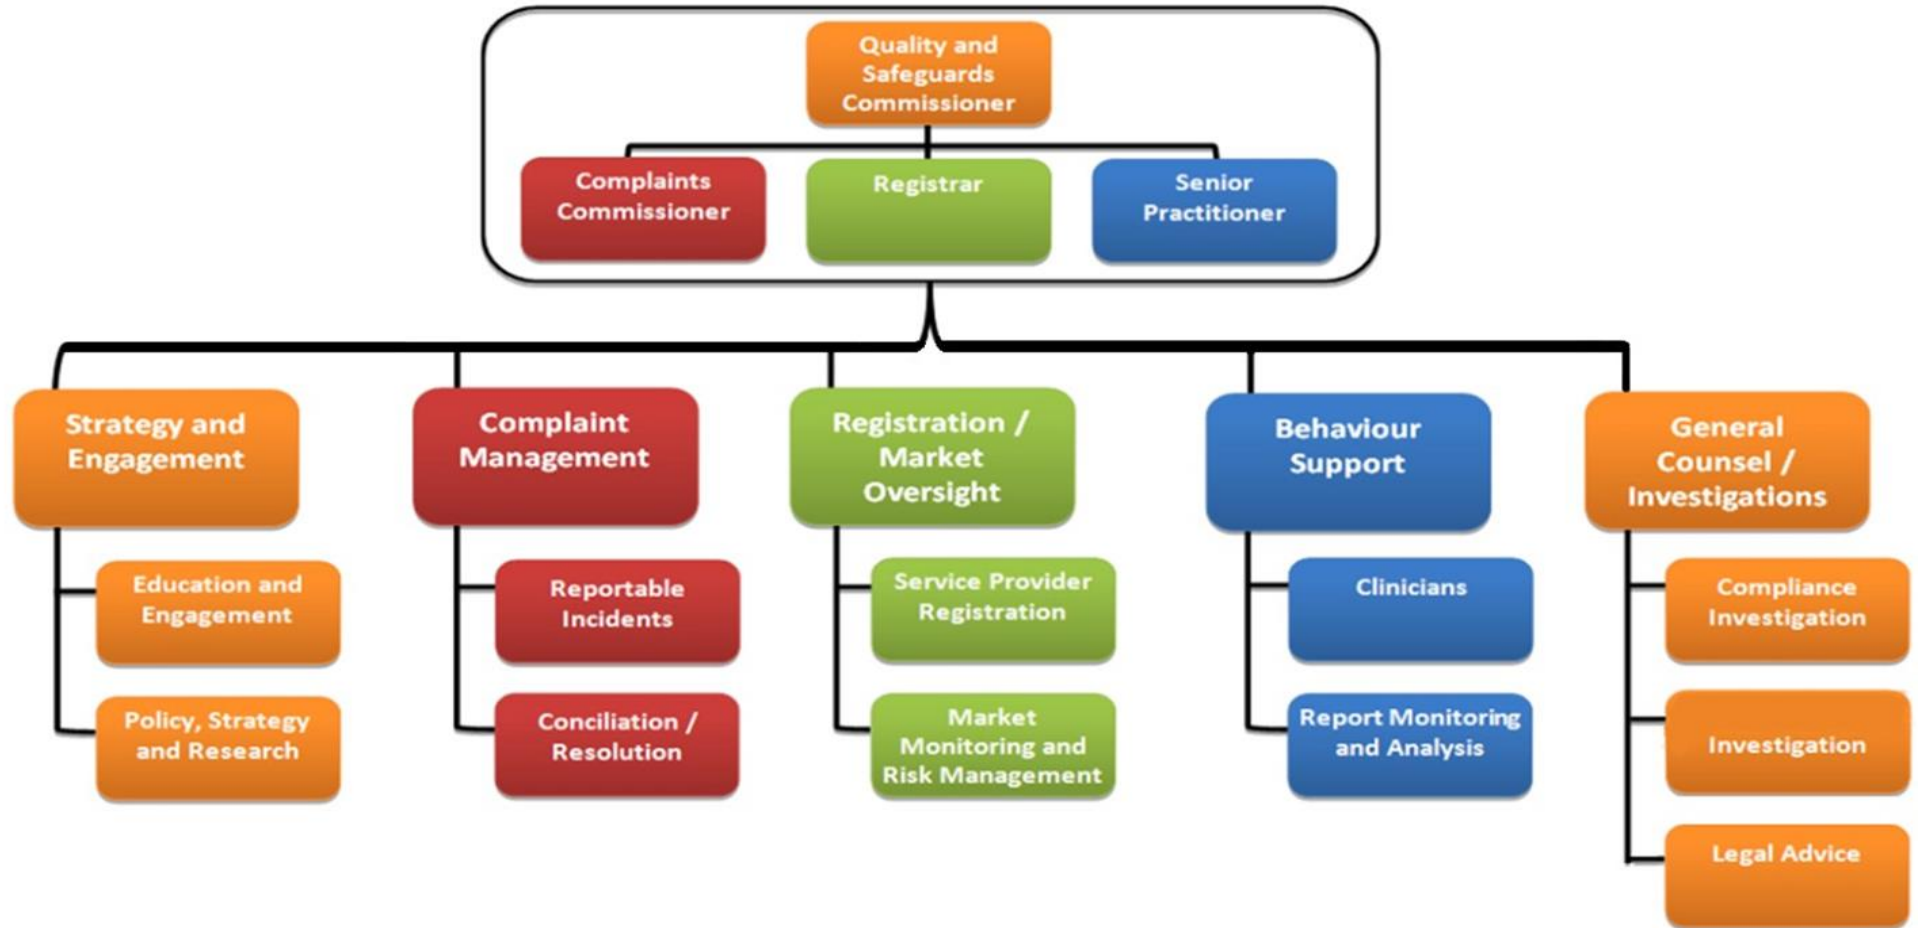 Quality and
Safeguards
Commissioner
Complaints
Commissioner
Registrar
Senior
Practitioner
Strategy and
Engagement
Complaint
Management
Registration /
Market
Oversight
Behaviour
Support
General
Counsel /
Investigations
Education and
Engagement
Policy, Strategy
and Research
Reportable
Incidents
Conciliation /
Resolution
Service Provider
Registration
Market
Monitoring and
Risk Management
Clinicians
Report Monitoring
and Analysis
Compliance
Investigation
Investigation
Legal Advice